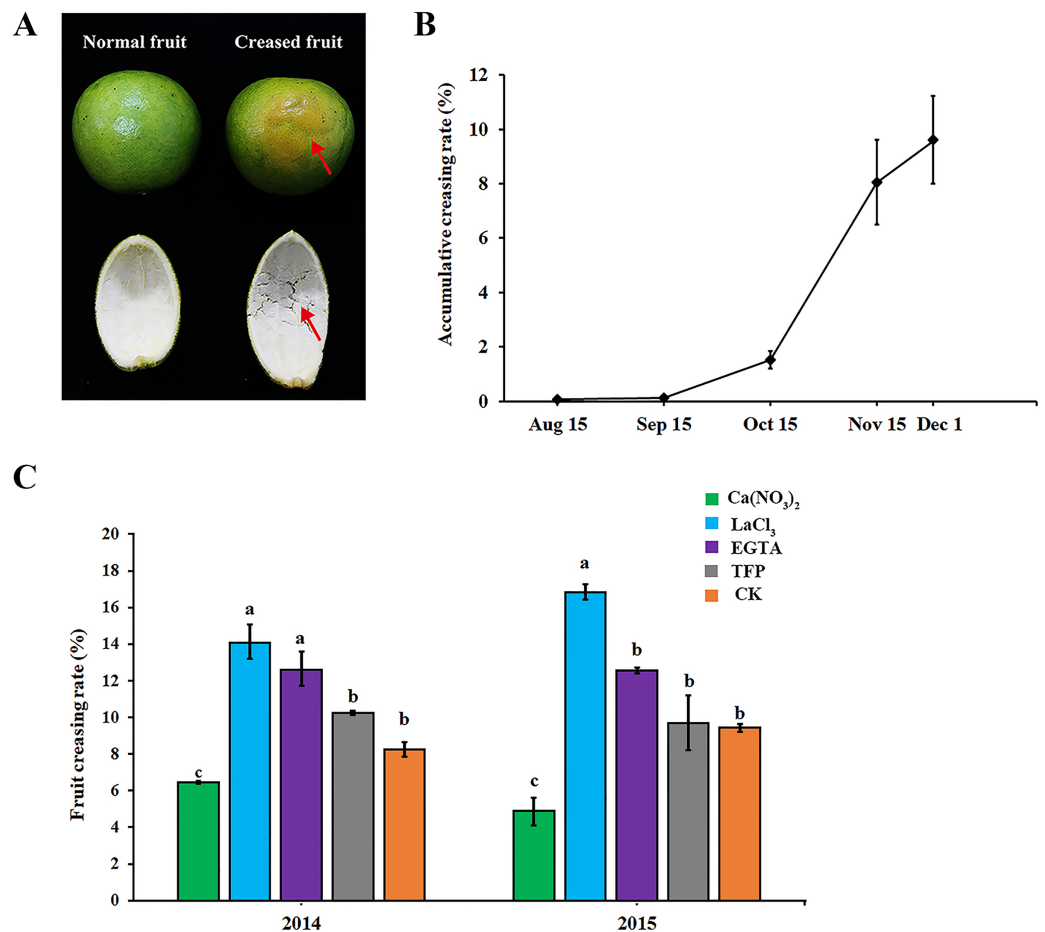 A
Normal fruit Creased fruit
B
Accumulative creasing rate (%)
12
10
8
6
4
2
0
Aug 15 Sep 15 Oct 15 Nov 15 Dec 1
C
Ca(NO₃)₂
LaCl₃
EGTA
TFP
CK
Fruit creasing rate (%)
20
18
16
14
12
10
8
6
4
2
0
c a a b b
c a b b b
2014 2015